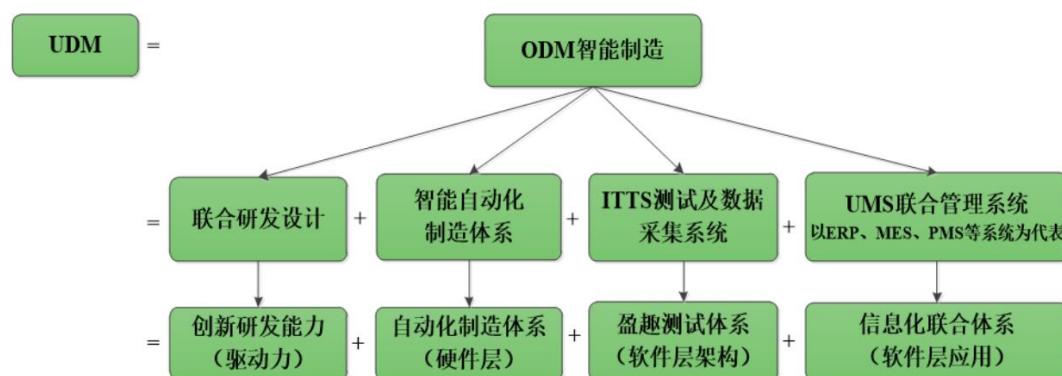 UDM = ODM智能制造
= 联合研发设计 + 智能自动化 + ITTS测试及数据 + UMS联合管理系统
制造体系
采集系统
以ERP、MES、PMS等系统为代表
= 创新研发能力 + 自动化制造体系 + 盈趣测试体系 + 信息化联合体系
（驱动力）
（硬件层）
（软件层架构）
（软件层应用）